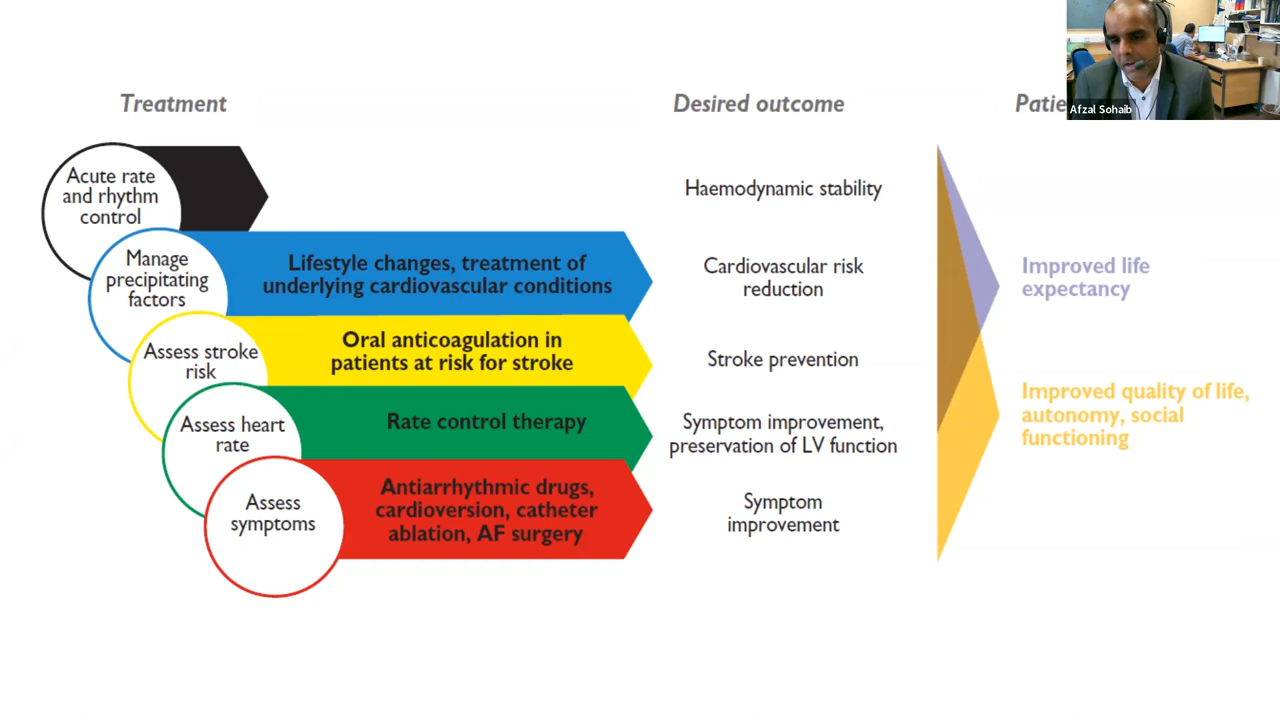 Treatment
Desired outcome
Afzal Sohaib
Acute rate
and rhythm
control
Haemodynamic stability
Manage
precipitating
factors
Lifestyle changes, treatment of
underlying cardiovascular conditions
Cardiovascular risk
reduction
Improved life
expectancy
Assess stroke
risk
Oral anticoagulation in
patients at risk for stroke
Stroke prevention
Assess heart
rate
Rate control therapy
Symptom improvement,
preservation of LV function
Improved quality of life,
autonomy, social
functioning
Assess
symptoms
Antiarrhythmic drugs,
cardioversion, catheter
ablation, AF surgery
Symptom
improvement